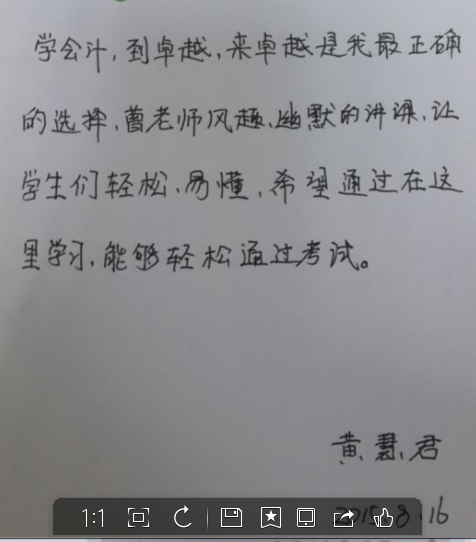 学会计，到卓越，来卓越是我最正确
的选择，曹老师风趣、幽默的讲课，让
学生们轻松、易懂，希望通过在这
里学习，能够轻松通过考试。
黄慧君
2015.8.16
1:1